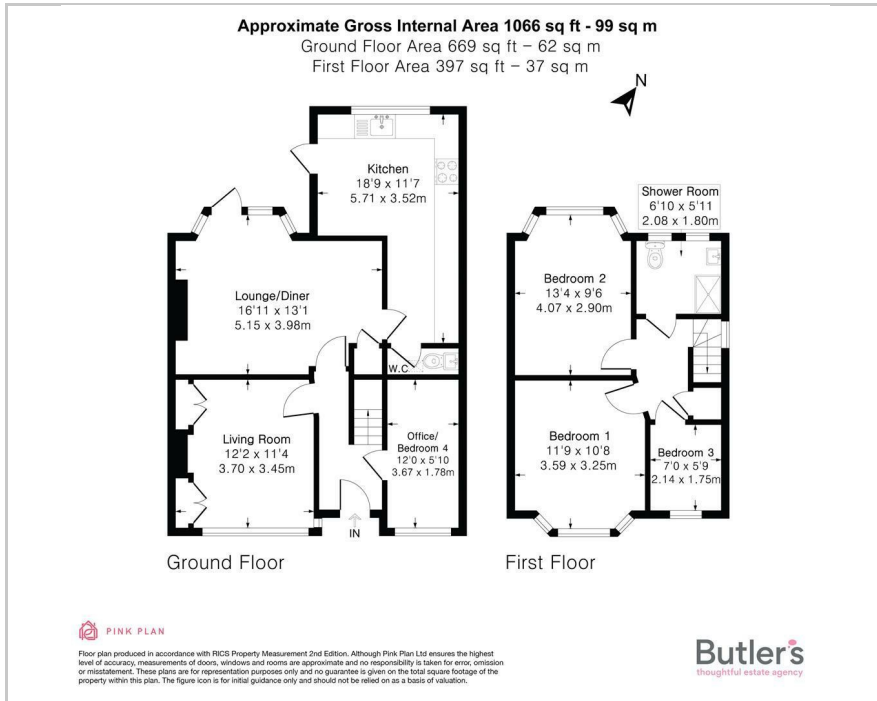 Approximate Gross Internal Area 1066 sq ft - 99 sq m
Ground Floor Area 669 sq ft – 62 sq m
First Floor Area 397 sq ft – 37 sq m
N
Kitchen
18'9 x 11'7
5.71 x 3.52m
Lounge/Diner
16'11 x 13'1
5.15 x 3.98m
W.C
Living Room
12'2 x 11'4
3.70 x 3.45m
Office/
Bedroom 4
12'0 x 5'10
3.67 x 1.78m
IN
Ground Floor
Shower Room
6'10 x 5'11
2.08 x 1.80m
Bedroom 2
13'4 x 9'6
4.07 x 2.90m
Bedroom 1
11'9 x 10'8
3.59 x 3.25m
Bedroom 3
7'0 x 5'9
2.14 x 1.75m
First Floor
PINK PLAN
Floor plan produced in accordance with RICS Property Measurement 2nd Edition. Although Pink Plan Ltd ensures the highest
level of accuracy, measurements of doors, windows and rooms are approximate and no responsibility is taken for error, omission
or misstatement. These plans are for representation purposes only and no guarantee is given on the total square footage of the
property within this plan. The figure icon is for initial guidance only and should not be relied on as a basis of valuation.
Butler's
thoughtful estate agency